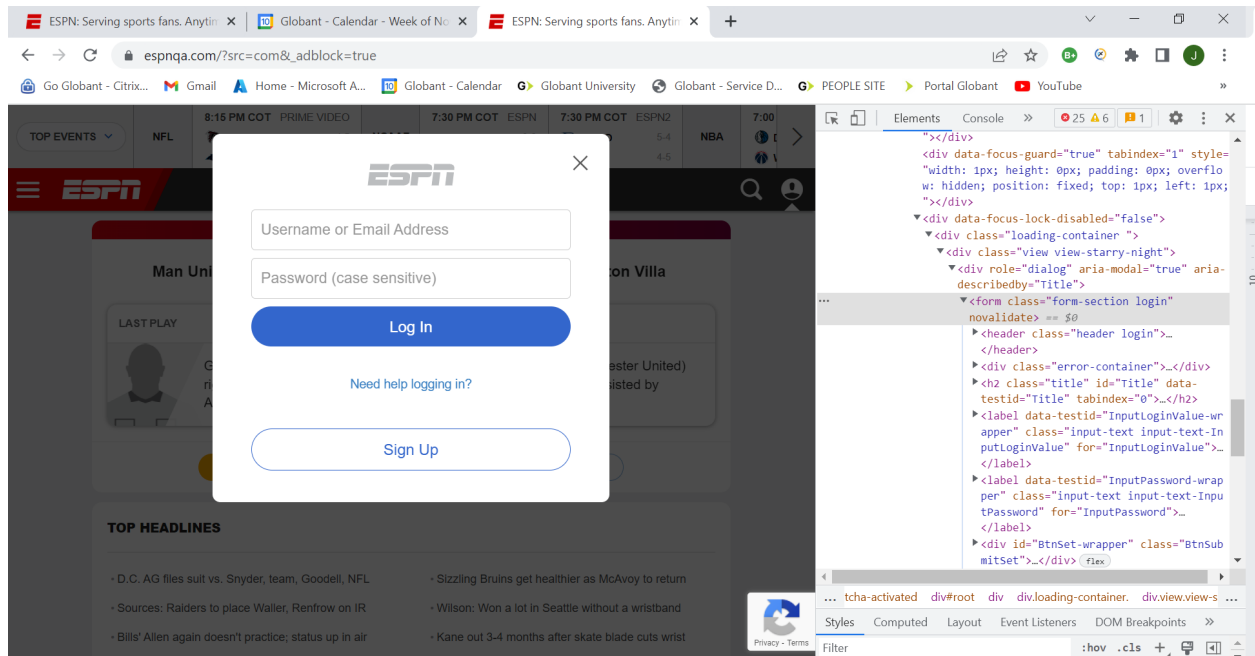 ESPN: Serving sports fans. Anytim
Globant - Calendar - Week of No
ESPN: Serving sports fans. Anytim
espnqa.com/?src=com&_adblock=true
B+
J
Go Globant - Citrix...
Gmail
Home - Microsoft A...
Globant - Calendar
Globant University
Globant - Service D...
PEOPLE SITE
Portal Globant
YouTube
»
TOP EVENTS
NFL
8:15 PM COT PRIME VIDEO
7:30 PM COT ESPN
7:30 PM COT ESPN2
5-4
4-5
NBA
7:00
ESPN
ESPN
Username or Email Address
Password (case sensitive)
Log In
Need help logging in?
Sign Up
Man Uni
ton Villa
LAST PLAY
ester United)
sisted by
TOP HEADLINES
- D.C. AG files suit vs. Snyder, team, Goodell, NFL
- Sources: Raiders to place Waller, Renfrow on IR
- Bills' Allen again doesn't practice; status up in air
- Sizzling Bruins get healthier as McAvoy to return
- Wilson: Won a lot in Seattle without a wristband
- Kane out 3-4 months after skate blade cuts wrist
Privacy - Terms
Elements Console » 25 6 1
"></div>
<div data-focus-guard="true" tabindex="1" style=
"width: 1px; height: 0px; padding: 0px; overflo
w: hidden; position: fixed; top: 1px; left: 1px;
"></div>
▼<div data-focus-lock-disabled="false">
▼<div class="loading-container ">
▼<div class="view view-starry-night">
▼<div role="dialog" aria-modal="true" aria-
describedby="Title">
... ▼<form class="form-section login"
novalidate> == $0
▶<header class="header login">…
</header>
▶<div class="error-container">…</div>
▶<h2 class="title" id="Title" data-
testid="Title" tabindex="0">…</h2>
▶<label data-testid="InputLoginValue-wr
apper" class="input-text input-text-In
putLoginValue" for="InputLoginValue">…
</label>
▶<label data-testid="InputPassword-wrap
per" class="input-text input-text-Inpu
tPassword" for="InputPassword">…
</label>
▶<div id="BtnSet-wrapper" class="BtnSub
mitSet">…</div> flex
... tcha-activated div#root div div.loading-container. div.view.view-s ...
Styles Computed Layout Event Listeners DOM Breakpoints »
Filter :hov .cls +